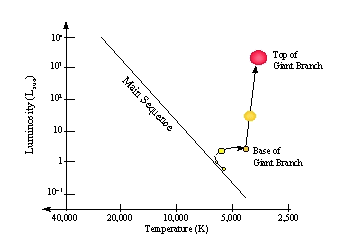 10⁴
10³
10²
10
1
10⁻¹
Luminosity (Lsun)
Main Sequence
Top of
Giant Branch
Base of
Giant Branch
40,000 20,000 10,000 5,000 2,500
Temperature (K)